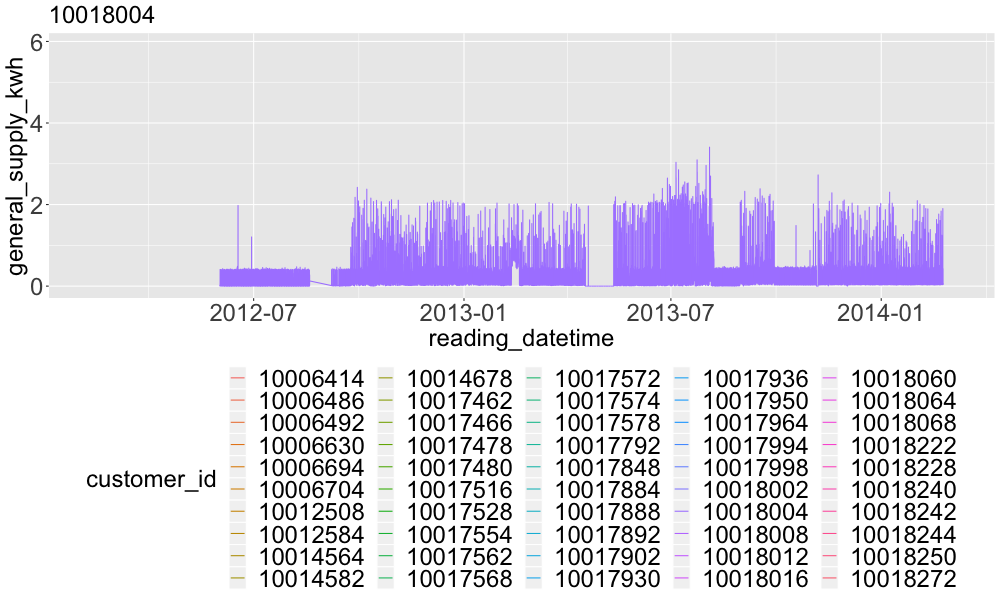 10018004
general_supply_kwh
6
4
2
0
2012-07 2013-01 2013-07 2014-01
reading_datetime
customer_id
10006414 10014678 10017572 10017936 10018060
10006486 10017462 10017574 10017950 10018064
10006492 10017466 10017578 10017964 10018068
10006630 10017478 10017792 10017994 10018222
10006694 10017480 10017848 10017998 10018228
10006704 10017516 10017884 10018002 10018240
10012508 10017528 10017888 10018004 10018242
10012584 10017554 10017892 10018008 10018244
10014564 10017562 10017902 10018012 10018250
10014582 10017568 10017930 10018016 10018272